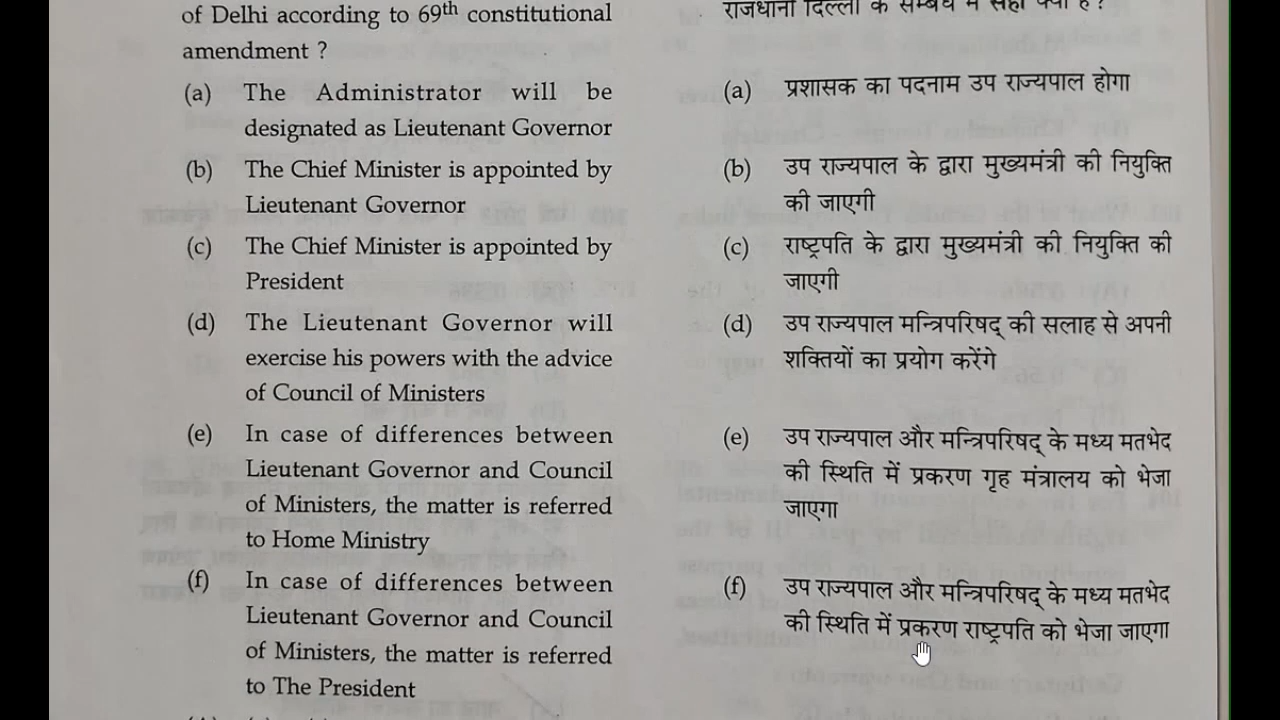 of Delhi according to 69th constitutional
amendment ?
(a) The Administrator will be
designated as Lieutenant Governor
(b) The Chief Minister is appointed by
Lieutenant Governor
(c) The Chief Minister is appointed by
President
(d) The Lieutenant Governor will
exercise his powers with the advice
of Council of Ministers
(e) In case of differences between
Lieutenant Governor and Council
of Ministers, the matter is referred
to Home Ministry
(f) In case of differences between
Lieutenant Governor and Council
of Ministers, the matter is referred
to The President
राजधानी दिल्ली के सम्बंध में सही क्या है ?
(a) प्रशासक का पदनाम उप राज्यपाल होगा
(b) उप राज्यपाल के द्वारा मुख्यमंत्री की नियुक्ति
की जाएगी
(c) राष्ट्रपति के द्वारा मुख्यमंत्री की नियुक्ति की
जाएगी
(d) उप राज्यपाल मन्त्रिपरिषद् की सलाह से अपनी
शक्तियों का प्रयोग करेंगे
(e) उप राज्यपाल और मन्त्रिपरिषद् के मध्य मतभेद
की स्थिति में प्रकरण गृह मंत्रालय को भेजा
जाएगा
(f) उप राज्यपाल और मन्त्रिपरिषद् के मध्य मतभेद
की स्थिति में प्रकरण राष्ट्रपति को भेजा जाएगा